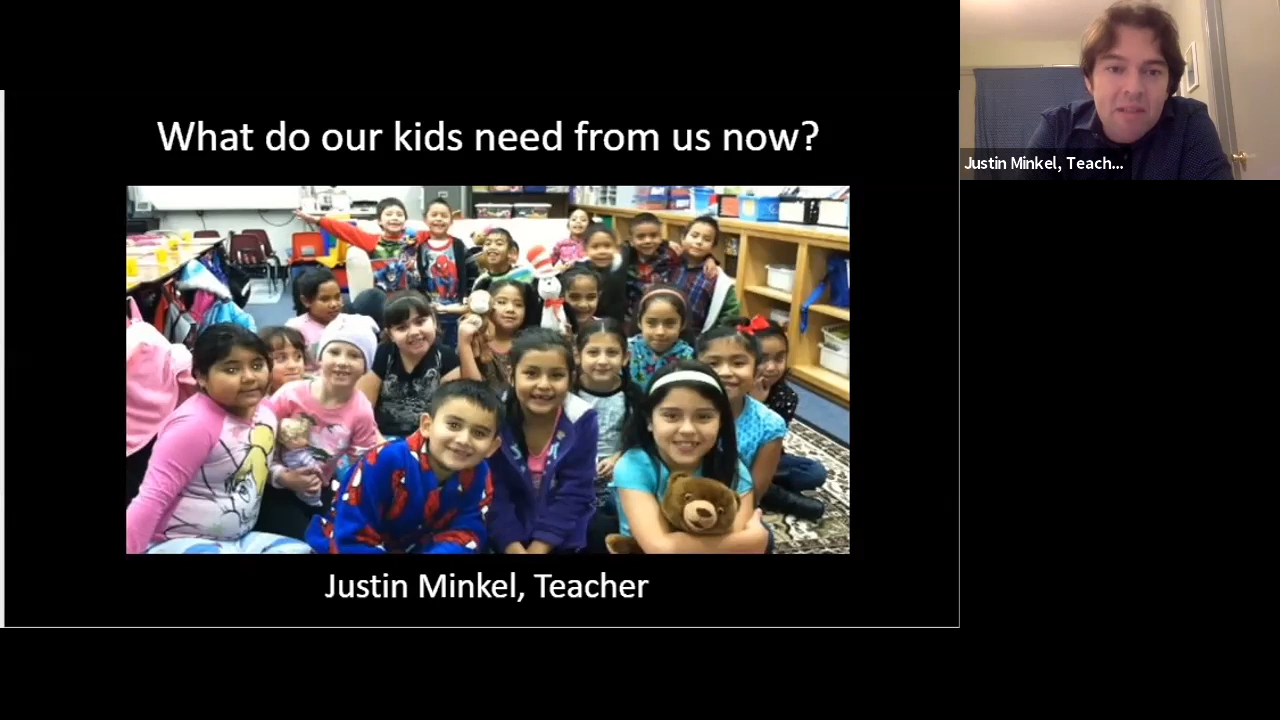 What do our kids need from us now?
Justin Minkel, Teach...
Justin Minkel, Teacher